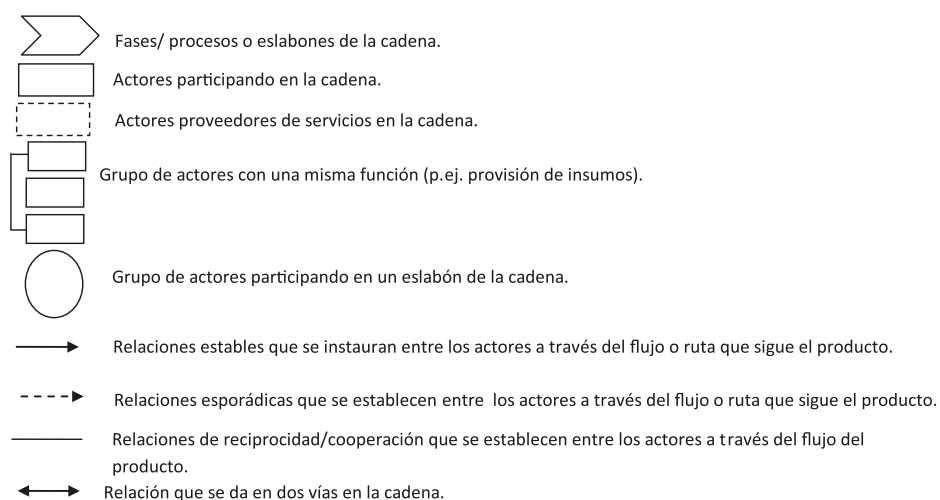 Fases/ procesos o eslabones de la cadena.
Actores participando en la cadena.
Actores proveedores de servicios en la cadena.
Grupo de actores con una misma función (p.ej. provisión de insumos).
Grupo de actores participando en un eslabón de la cadena.
Relaciones estables que se instauran entre los actores a través del flujo o ruta que sigue el producto.
Relaciones esporádicas que se establecen entre los actores a través del flujo o ruta que sigue el producto.
Relaciones de reciprocidad/cooperación que se establecen entre los actores a través del flujo del
producto.
Relación que se da en dos vías en la cadena.